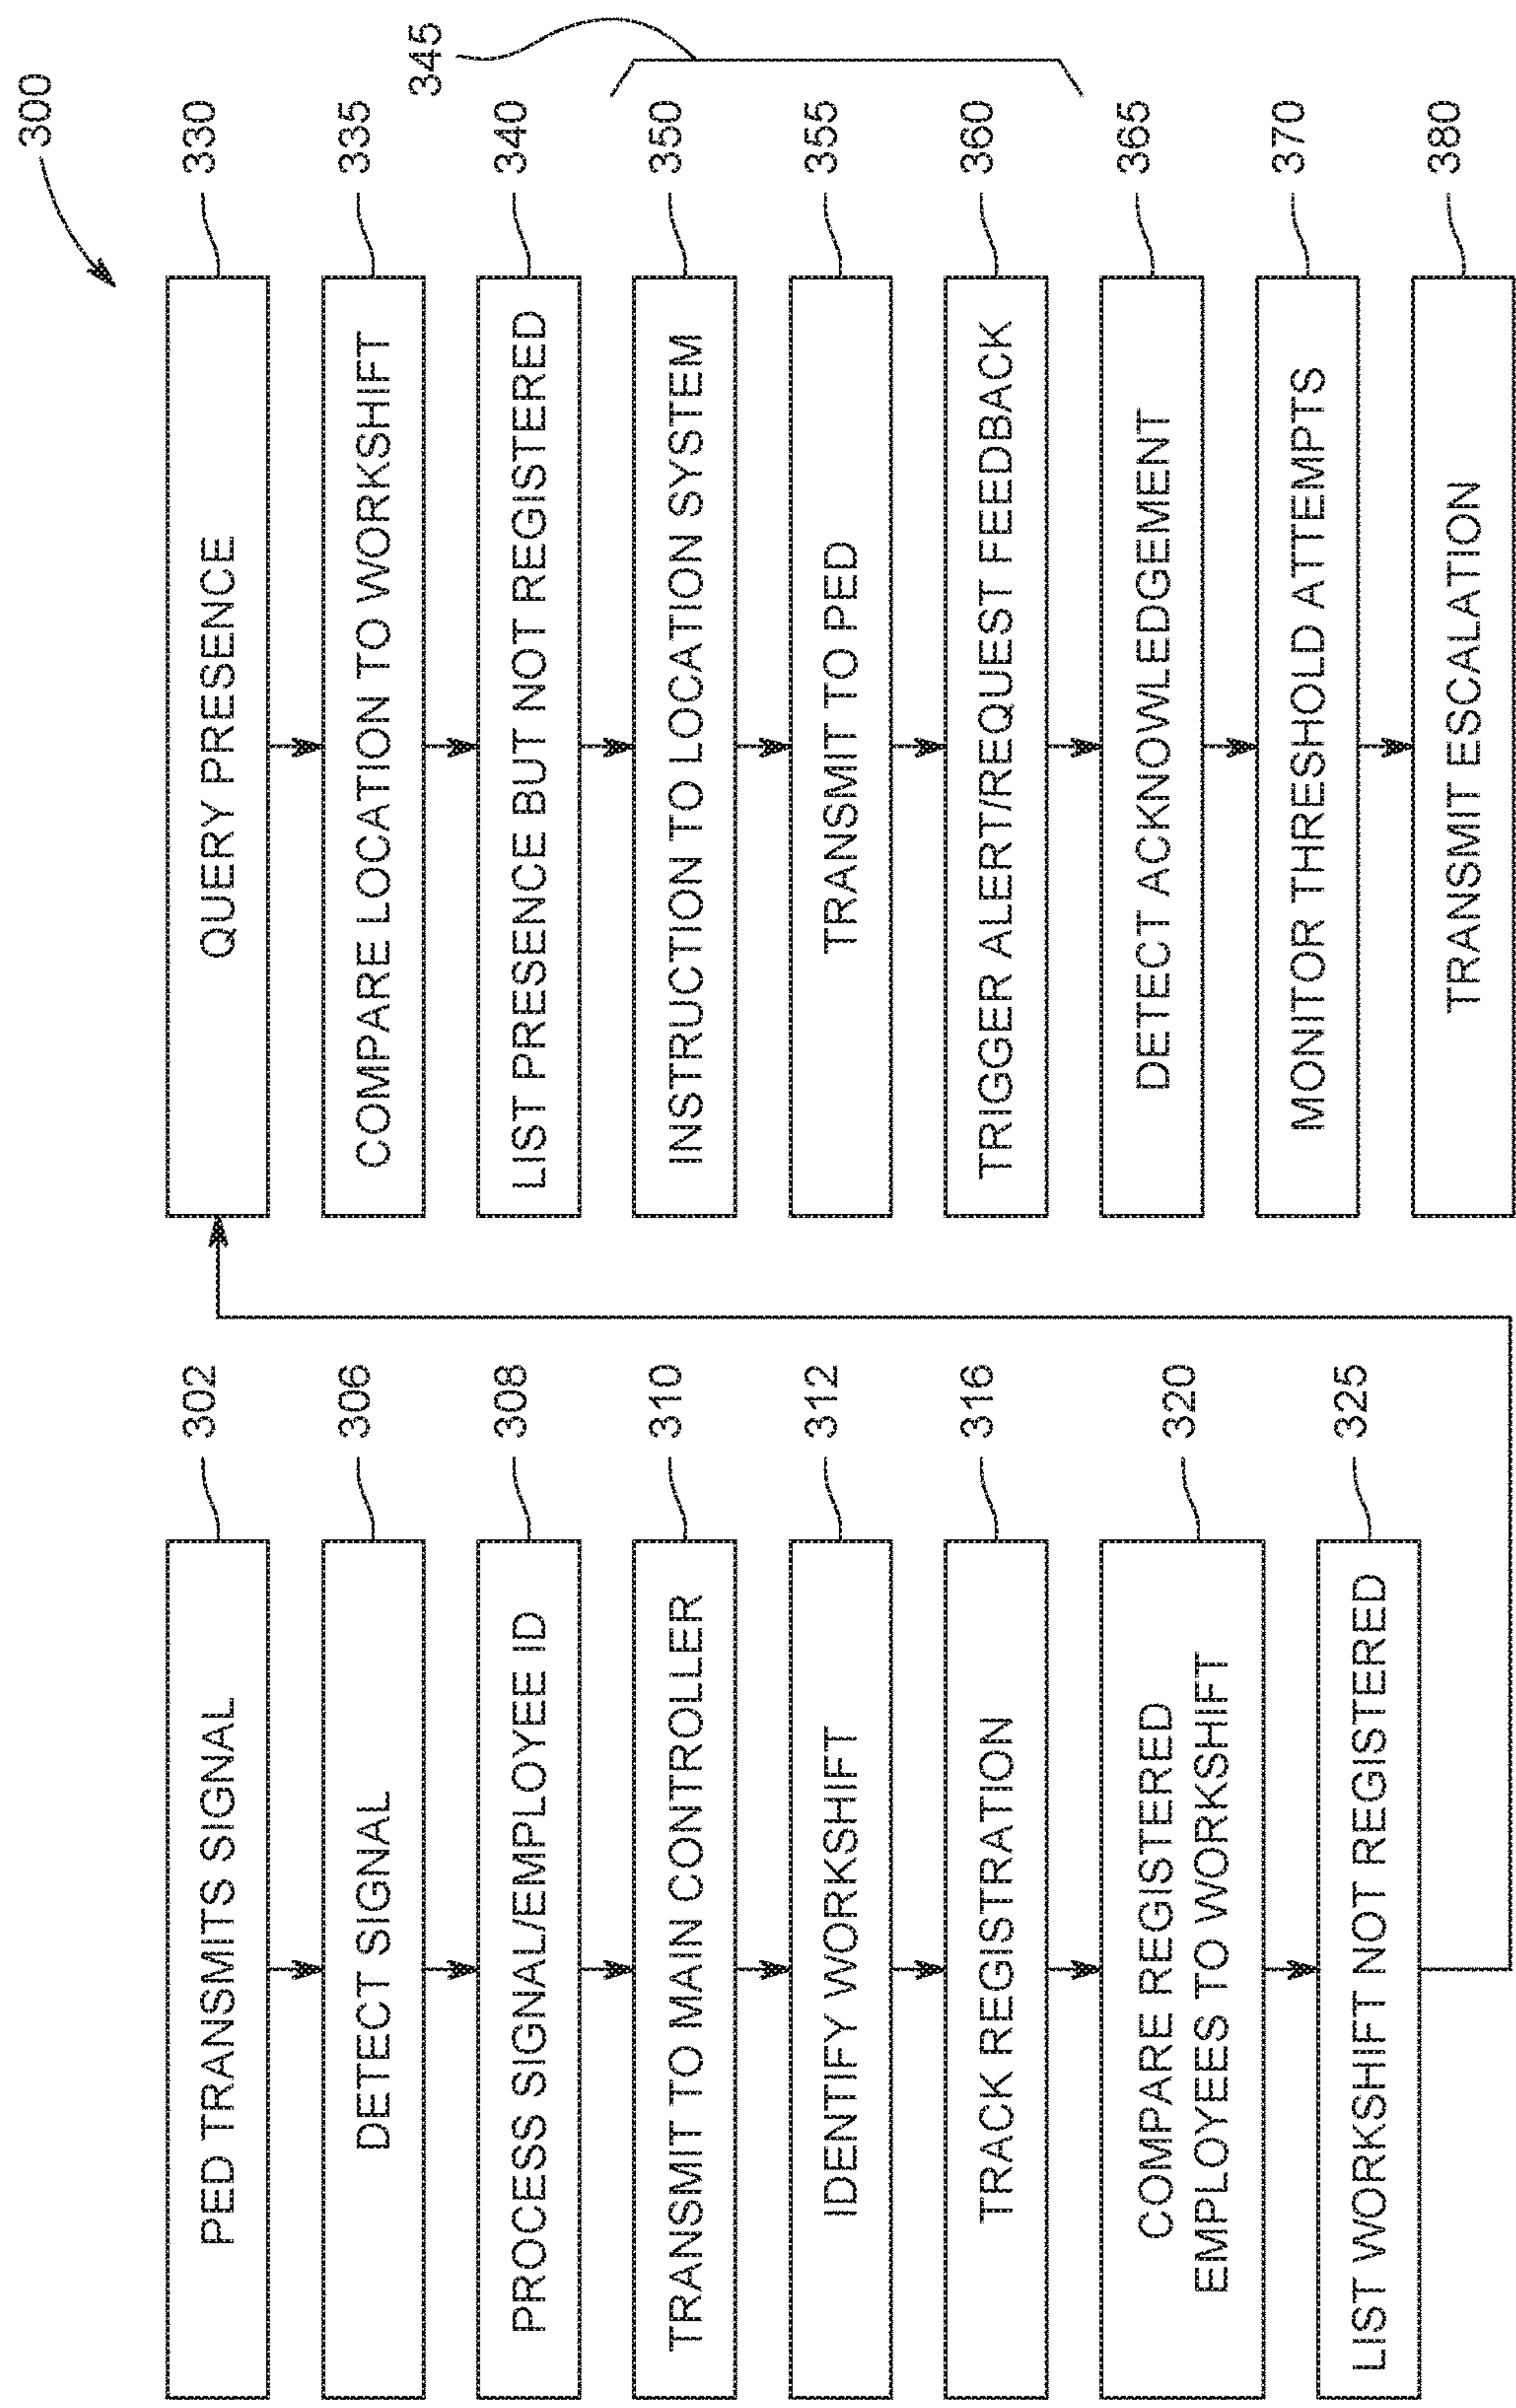 300
PED TRANSMITS SIGNAL
302
DETECT SIGNAL
306
PROCESS SIGNAL/EMPLOYEE ID
308
TRANSMIT TO MAIN CONTROLLER
310
IDENTIFY WORKSHIFT
312
TRACK REGISTRATION
316
COMPARE REGISTERED
EMPLOYEES TO WORKSHIFT
320
LIST WORKSHIFT NOT REGISTERED
325
QUERY PRESENCE
330
COMPARE LOCATION TO WORKSHIFT
335
LIST PRESENCE BUT NOT REGISTERED
340
345
INSTRUCTION TO LOCATION SYSTEM
350
TRANSMIT TO PED
355
TRIGGER ALERT/REQUEST FEEDBACK
360
DETECT ACKNOWLEDGEMENT
365
MONITOR THRESHOLD ATTEMPTS
370
TRANSMIT ESCALATION
380